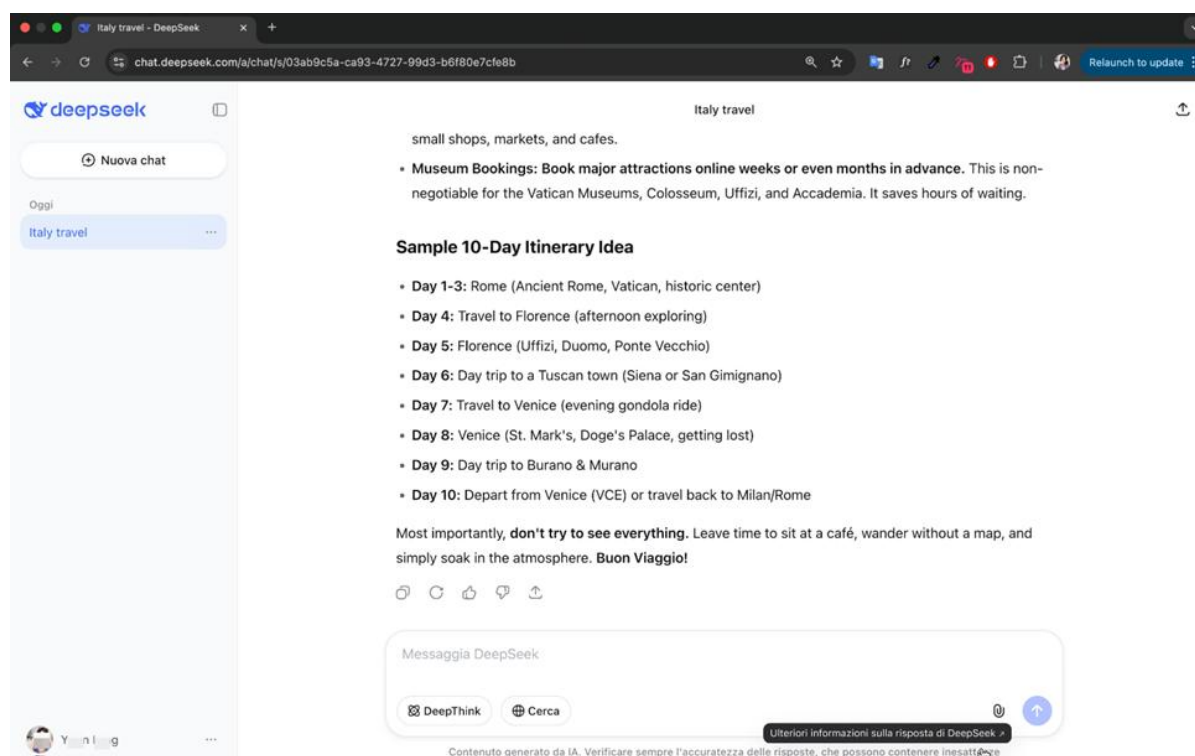 Italy travel - DeepSeek
chat.deepseek.com/a/chat/s/03ab9c5a-ca93-4727-99d3-b6f80e7cfe8b
Relaunch to update
deepseek
Nuova chat
Oggi
Italy travel
Italy travel
small shops, markets, and cafes.
• Museum Bookings: Book major attractions online weeks or even months in advance. This is non-
negotiable for the Vatican Museums, Colosseum, Uffizi, and Accademia. It saves hours of waiting.
Sample 10-Day Itinerary Idea
• Day 1-3: Rome (Ancient Rome, Vatican, historic center)
• Day 4: Travel to Florence (afternoon exploring)
• Day 5: Florence (Uffizi, Duomo, Ponte Vecchio)
• Day 6: Day trip to a Tuscan town (Siena or San Gimignano)
• Day 7: Travel to Venice (evening gondola ride)
• Day 8: Venice (St. Mark's, Doge's Palace, getting lost)
• Day 9: Day trip to Burano & Murano
• Day 10: Depart from Venice (VCE) or travel back to Milan/Rome
Most importantly, don't try to see everything. Leave time to sit at a café, wander without a map, and
simply soak in the atmosphere. Buon Viaggio!
Messaggia DeepSeek
DeepThink
Cerca
Ulteriori informazioni sulla risposta di DeepSeek
Contenuto generato da IA. Verificare sempre l'accuratezza delle risposte, che possono contenere